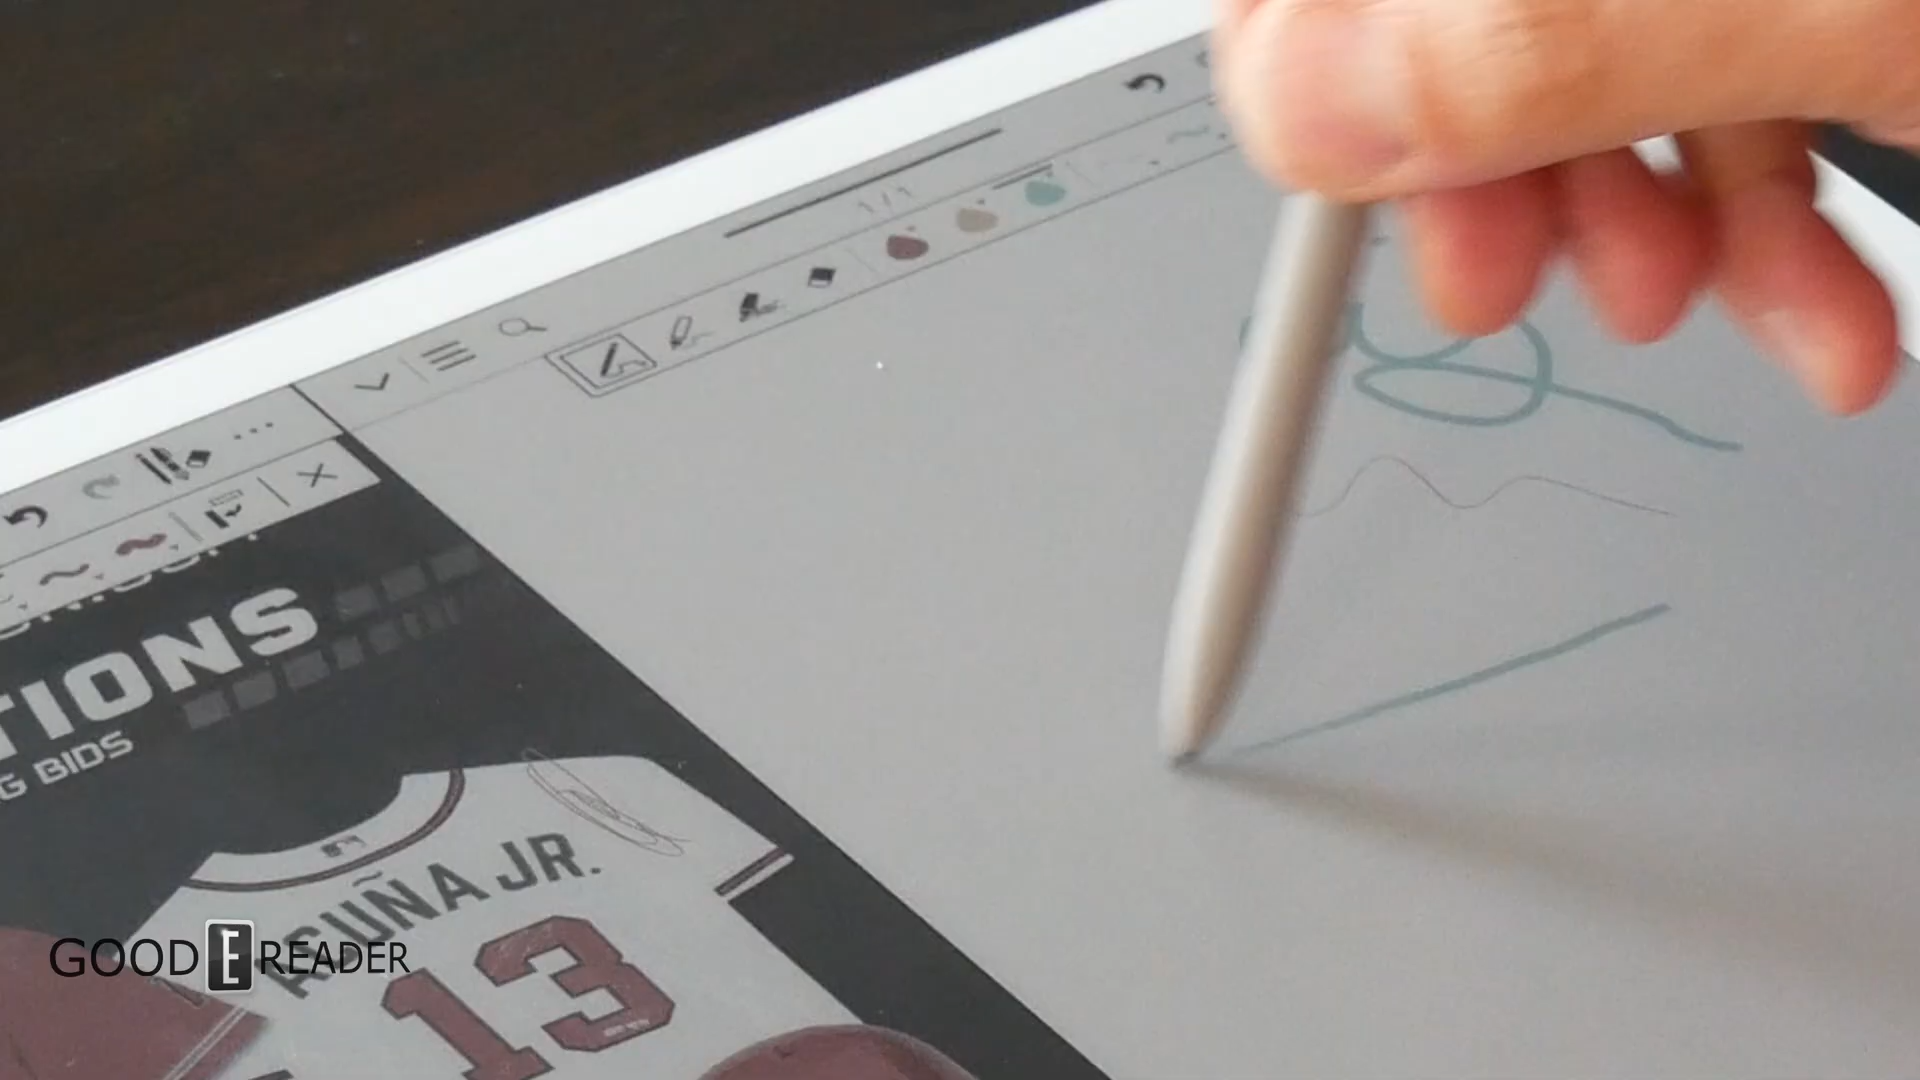 1/1
TIONS
G BIDS
ACUÑA JR.
13
GOOD E READER